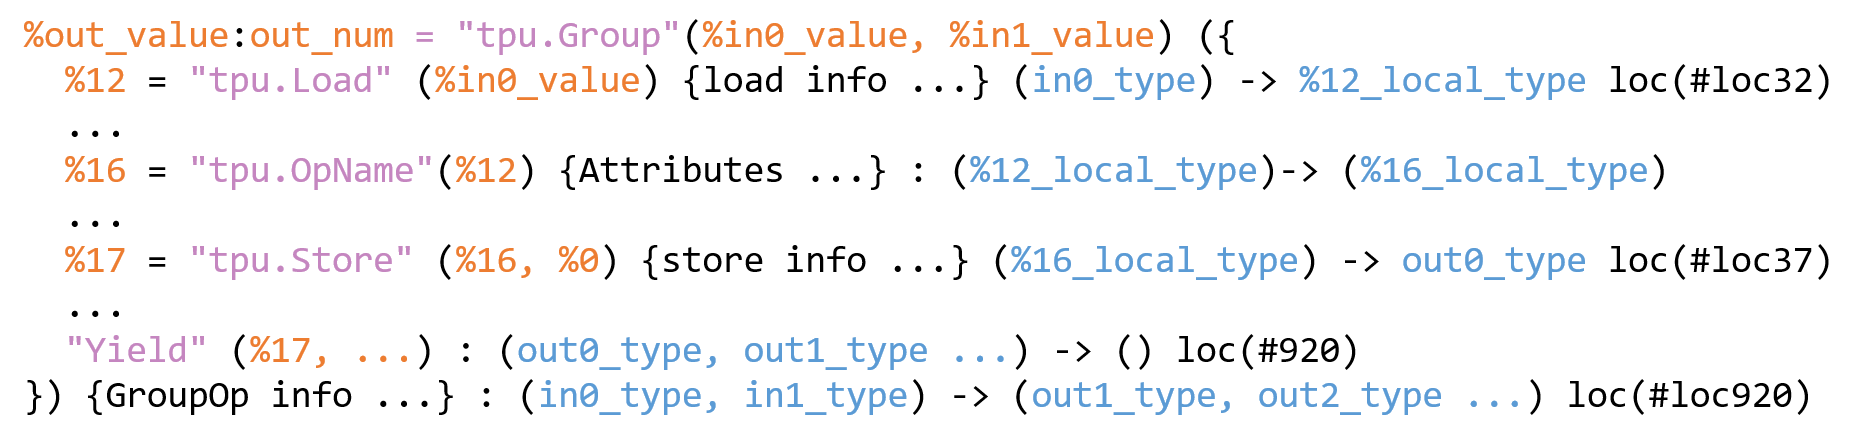 %out_value:out_num = "tpu.Group"(%in0_value, %in1_value) ({
  %12 = "tpu.Load" (%in0_value) {load info ...} (in0_type) -> %12_local_type loc(#loc32)
  ...
  %16 = "tpu.OpName"(%12) {Attributes ...} : (%12_local_type)-> (%16_local_type)
  ...
  %17 = "tpu.Store" (%16, %0) {store info ...} (%16_local_type) -> out0_type loc(#loc37)
  ...
  "Yield" (%17, ...) : (out0_type, out1_type ...) -> () loc(#920)
}) {GroupOp info ...} : (in0_type, in1_type) -> (out1_type, out2_type ...) loc(#loc920)